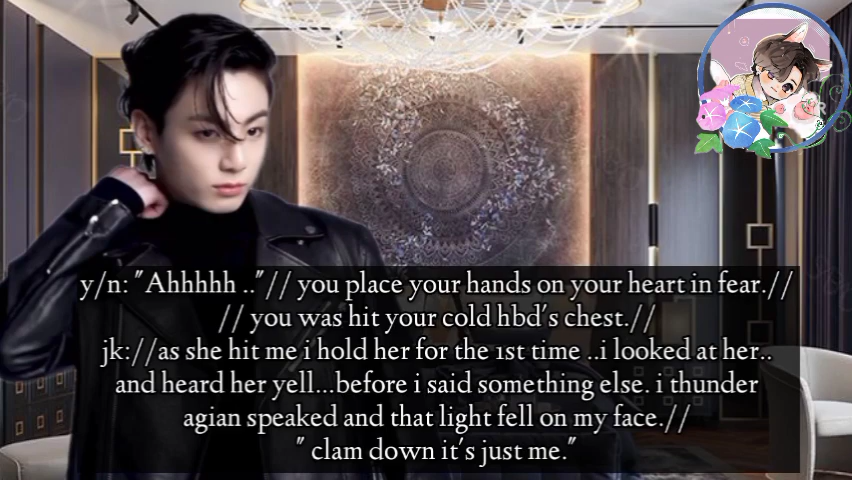 y/n: "Ahhhhh .."// you place your hands on your heart in fear.//
// you was hit your cold hbd's chest.//
jk://as she hit me i hold her for the 1st time ..i looked at her..
and heard her yell...before i said something else. i thunder
agian speaked and that light fell on my face.//
" clam down it's just me."